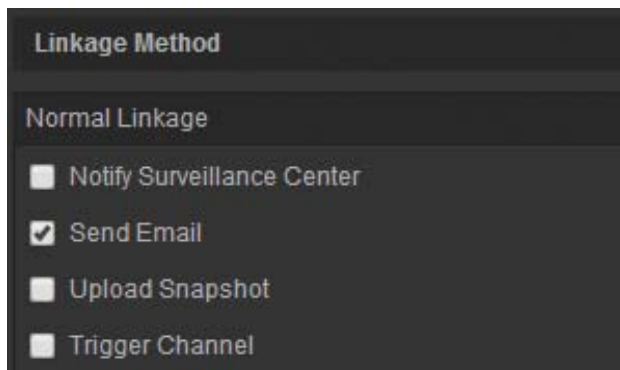 Linkage Method
Normal Linkage
Notify Surveillance Center
Send Email
Upload Snapshot
Trigger Channel